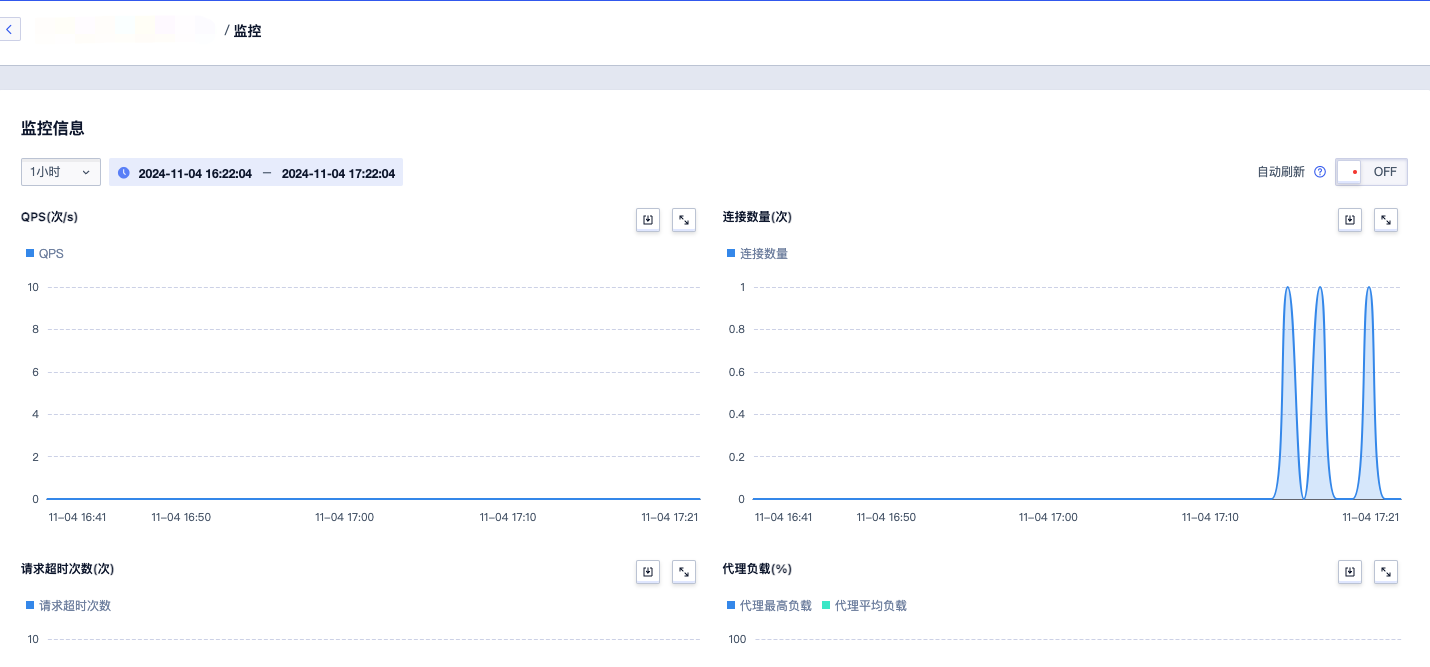 / 监控
监控信息
1小时 2024-11-04 16:22:04 — 2024-11-04 17:22:04 自动刷新 OFF
QPS(次/s)
QPS
10
8
6
4
2
0
11-04 16:41 11-04 16:50 11-04 17:00 11-04 17:10 11-04 17:21
连接数量(次)
连接数量
1
0.8
0.6
0.4
0.2
0
11-04 16:41 11-04 16:50 11-04 17:00 11-04 17:10 11-04 17:21
请求超时次数(次)
请求超时次数
10
代理负载(%)
代理最高负载 代理平均负载
100